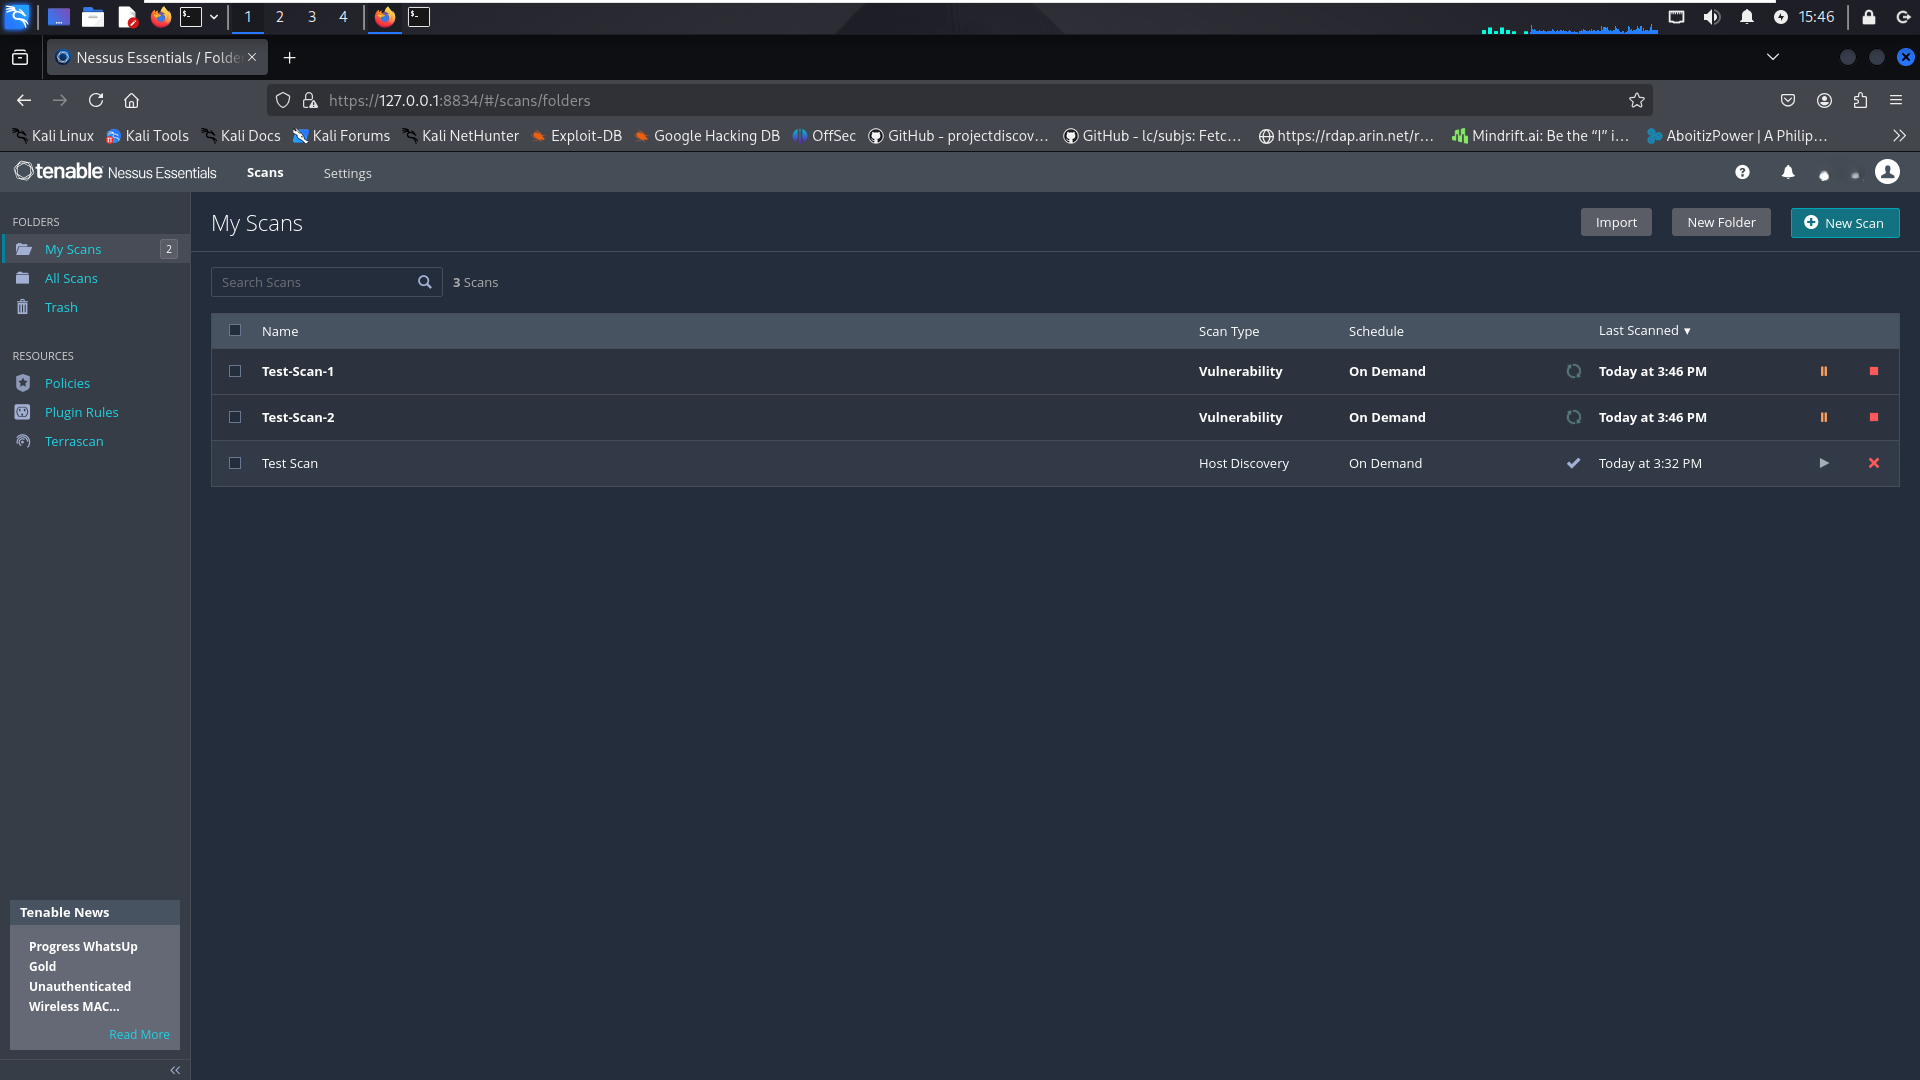 1 2 3 4 15:46
Nessus Essentials / Folde
https://127.0.0.1:8834/#/scans/folders
Kali Linux Kali Tools Kali Docs Kali Forums Kali NetHunter Exploit-DB Google Hacking DB OffSec GitHub - projectdiscov… GitHub - lc/subjs: Fetc… https://rdap.arin.net/r… Mindrift.ai: Be the “I” i… AboitizPower | A Philip…
tenable Nessus Essentials Scans Settings
FOLDERS
My Scans 2
All Scans
Trash
RESOURCES
Policies
Plugin Rules
Terrascan
My Scans Import New Folder New Scan
Search Scans 3 Scans
Name Scan Type Schedule Last Scanned ▼
Test-Scan-1 Vulnerability On Demand Today at 3:46 PM
Test-Scan-2 Vulnerability On Demand Today at 3:46 PM
Test Scan Host Discovery On Demand Today at 3:32 PM
Tenable News
Progress WhatsUp
Gold
Unauthenticated
Wireless MAC...
Read More